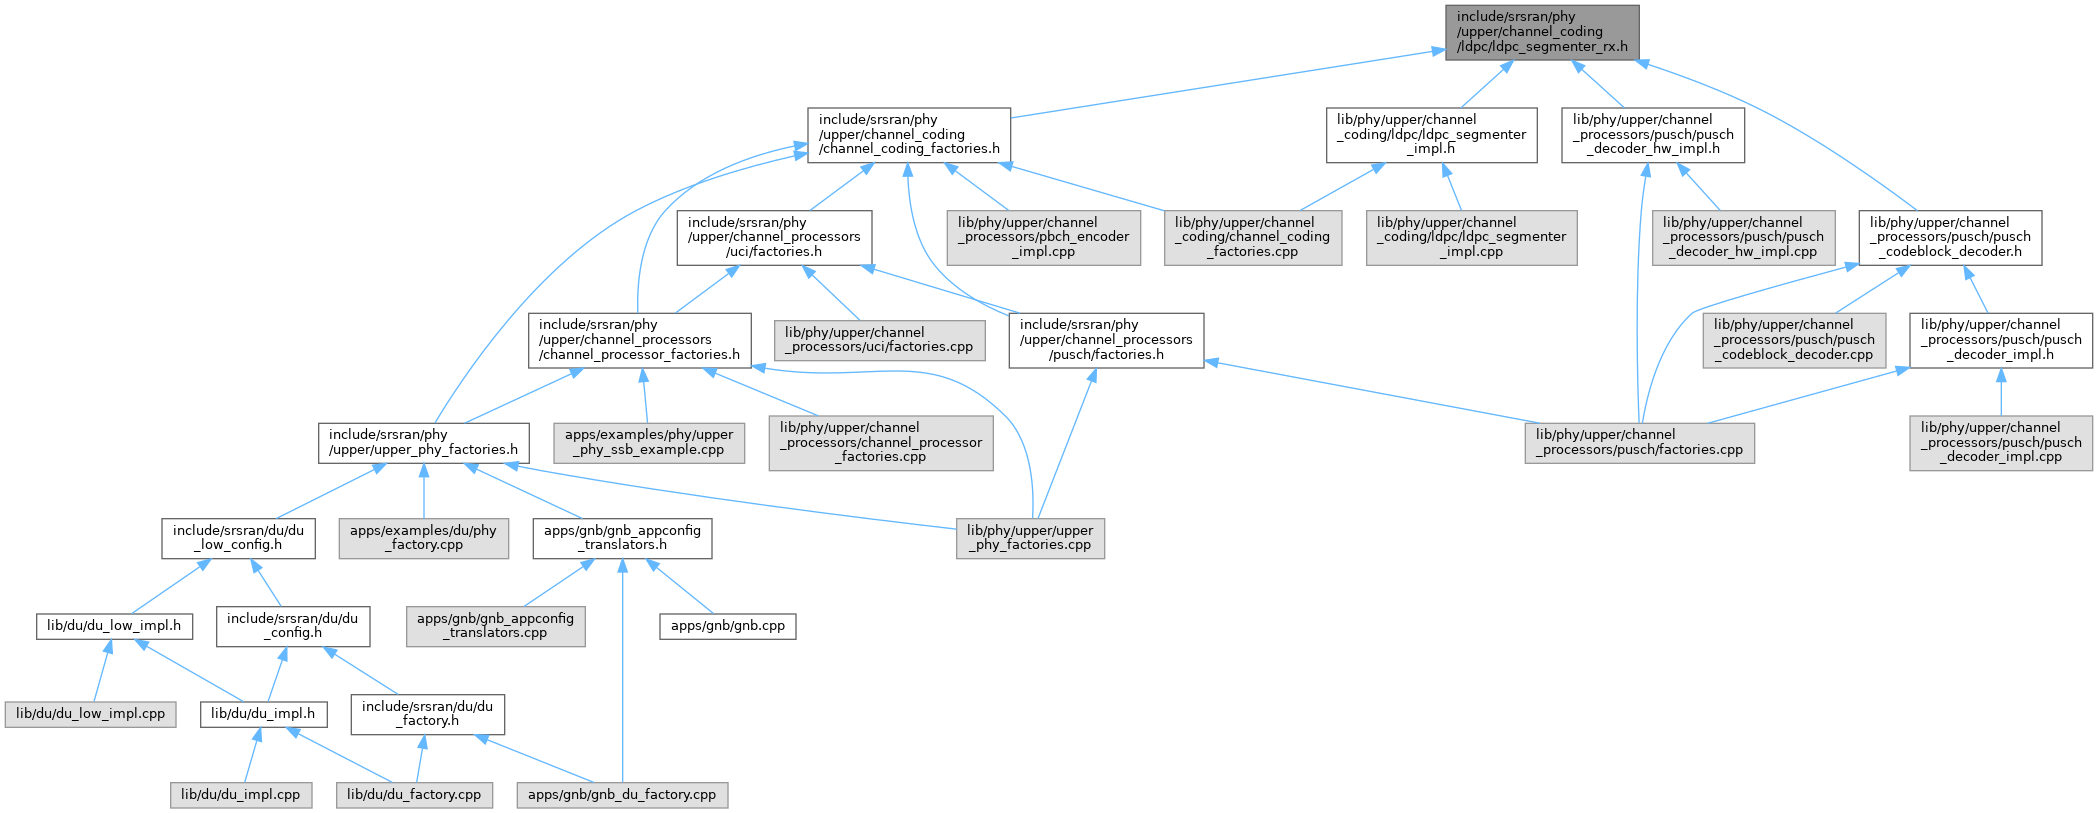 include/srsran/phy
/upper/channel_coding
/ldpc/ldpc_segmenter_rx.h
include/srsran/phy
/upper/channel_coding
/channel_coding_factories.h
lib/phy/upper/channel
_coding/ldpc/ldpc_segmenter
_impl.h
lib/phy/upper/channel
_processors/pusch/pusch
_decoder_hw_impl.h
include/srsran/phy
/upper/channel_processors
/uci/factories.h
lib/phy/upper/channel
_processors/pbch_encoder
_impl.cpp
lib/phy/upper/channel
_coding/channel_coding
_factories.cpp
lib/phy/upper/channel
_coding/ldpc/ldpc_segmenter
_impl.cpp
lib/phy/upper/channel
_processors/pusch/pusch
_decoder_hw_impl.cpp
lib/phy/upper/channel
_processors/pusch/pusch
_codeblock_decoder.h
include/srsran/phy
/upper/channel_processors
/channel_processor_factories.h
lib/phy/upper/channel
_processors/uci/factories.cpp
include/srsran/phy
/upper/channel_processors
/pusch/factories.h
lib/phy/upper/channel
_processors/pusch/pusch
_codeblock_decoder.cpp
lib/phy/upper/channel
_processors/pusch/pusch
_decoder_impl.h
include/srsran/phy
/upper/upper_phy_factories.h
apps/examples/phy/upper
_phy_ssb_example.cpp
lib/phy/upper/channel
_processors/channel_processor
_factories.cpp
lib/phy/upper/channel
_processors/pusch/factories.cpp
lib/phy/upper/channel
_processors/pusch/pusch
_decoder_impl.cpp
include/srsran/du/du
_low_config.h
apps/examples/du/phy
_factory.cpp
apps/gnb/gnb_appconfig
_translators.h
lib/phy/upper/upper
_phy_factories.cpp
lib/du/du_low_impl.h
include/srsran/du/du
_config.h
apps/gnb/gnb_appconfig
_translators.cpp
apps/gnb/gnb.cpp
lib/du/du_low_impl.cpp
lib/du/du_impl.h
include/srsran/du/du
_factory.h
lib/du/du_impl.cpp
lib/du/du_factory.cpp
apps/gnb/gnb_du_factory.cpp